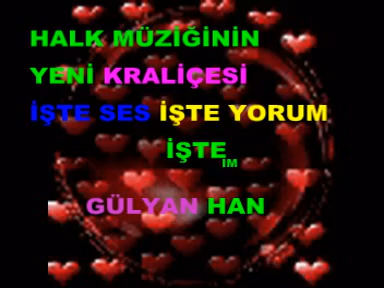 HALK MÜZİĞİNİN
YENİ KRALİÇESİ
İŞTE SES İŞTE YORUM
İŞTE
İM
GÜLYAN HAN